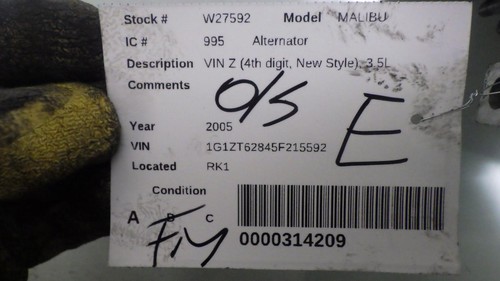 Stock # W27592 Model MALIBU
IC # 995 Alternator
Description VIN Z (4th digit, New Style), 3.5L
Comments O/S
E
Year 2005
VIN 1G1ZT62845F215592
Located RK1
Condition
A B C
0000314209